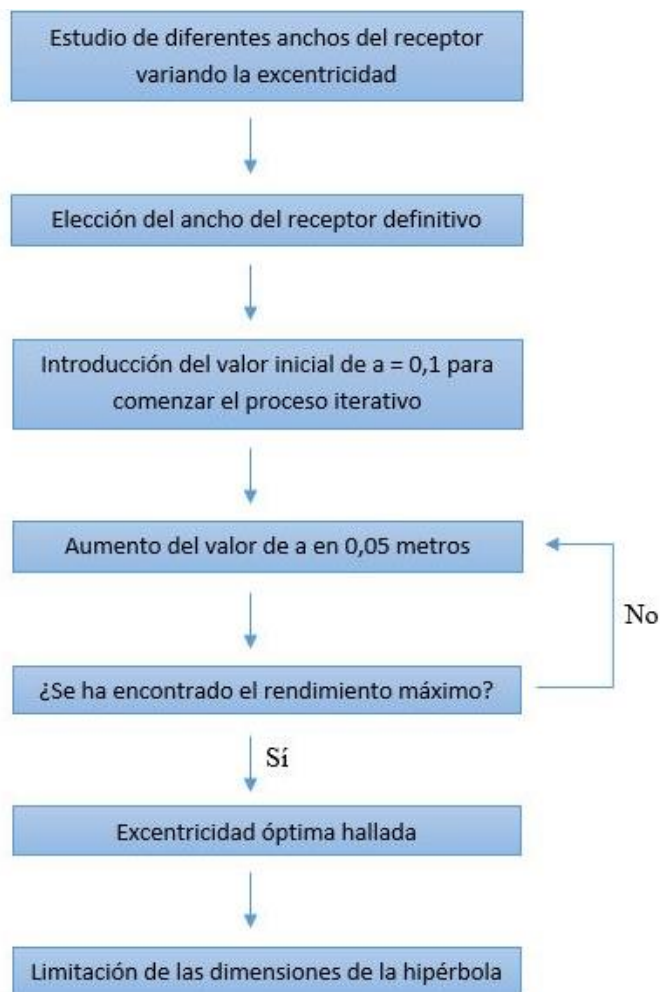 Estudio de diferentes anchos del receptor
variando la excentricidad
Elección del ancho del receptor definitivo
Introducción del valor inicial de a = 0,1 para
comenzar el proceso iterativo
Aumento del valor de a en 0,05 metros
No
¿Se ha encontrado el rendimiento máximo?
Sí
Excentricidad óptima hallada
Limitación de las dimensiones de la hipérbola